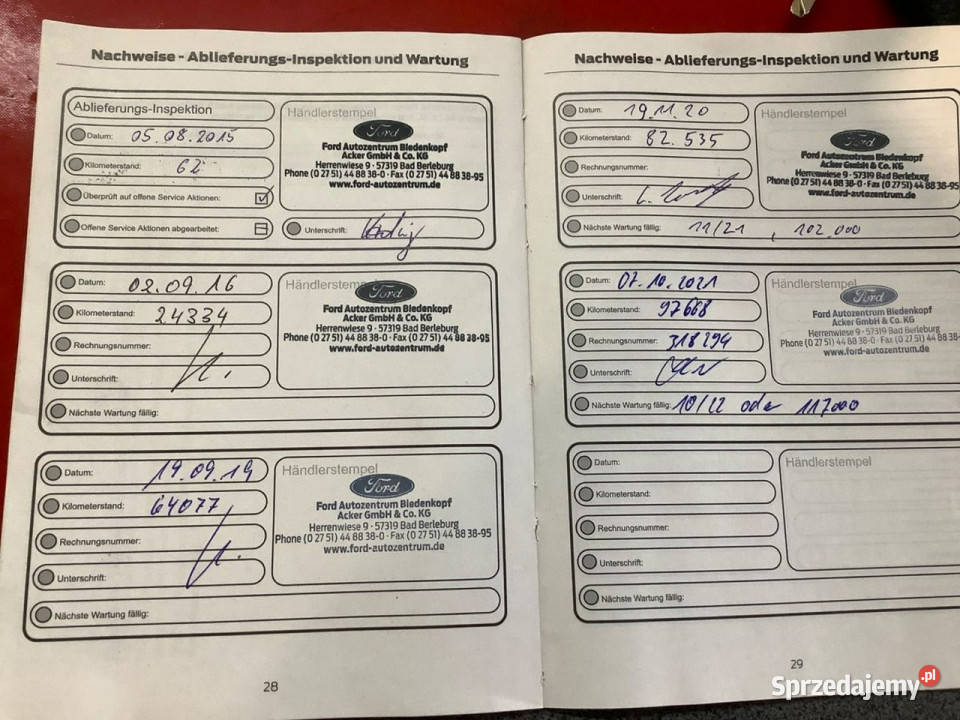 Nachweise - Ablieferungs-Inspektion und Wartung
Ablieferungs-Inspektion
Datum: 05.08.2015
Kilometerstand: 62
Überprüft auf offene Service Aktionen:
Offene Service Aktionen abgearbeitet:
Händlerstempel
Ford
Ford Autozentrum Biedenkopf
Acker GmbH & Co. KG
Herrenwiese 9 · 57319 Bad Berleburg
Phone (0 27 51) 44 88 38-0 · Fax (0 27 51) 44 88 38-95
www.ford-autozentrum.de
Unterschrift:
Datum: 02.09.16
Kilometerstand: 24334
Rechnungsnummer:
Unterschrift:
Nächste Wartung fällig:
Händlerstempel
Ford
Ford Autozentrum Biedenkopf
Acker GmbH & Co. KG
Herrenwiese 9 · 57319 Bad Berleburg
Phone (0 27 51) 44 88 38-0 · Fax (0 27 51) 44 88 38-95
www.ford-autozentrum.de
Datum: 19.09.19
Kilometerstand: 64077
Rechnungsnummer:
Unterschrift:
Nächste Wartung fällig:
Händlerstempel
Ford
Ford Autozentrum Biedenkopf
Acker GmbH & Co. KG
Herrenwiese 9 · 57319 Bad Berleburg
Phone (0 27 51) 44 88 38-0 · Fax (0 27 51) 44 88 38-95
www.ford-autozentrum.de
28
Nachweise - Ablieferungs-Inspektion und Wartung
Datum: 19.11.20
Kilometerstand: 82.535
Rechnungsnummer:
Unterschrift:
Nächste Wartung fällig: 11/21, 102.000
Händlerstempel
Ford
Ford Autozentrum Biedenkopf
Acker GmbH & Co. KG
Herrenwiese 9 · 57319 Bad Berleburg
Phone (0 27 51) 44 88 38-0 · Fax (0 27 51) 44 88 38-95
www.ford-autozentrum.de
Datum: 07.10.2021
Kilometerstand: 97668
Rechnungsnummer: 318294
Unterschrift:
Nächste Wartung fällig: 10/22 oder 117000
Händlerstempel
Ford
Ford Autozentrum Biedenkopf
Acker GmbH & Co. KG
Herrenwiese 9 · 57319 Bad Berleburg
Phone (0 27 51) 44 88 38-0 · Fax (0 27 51) 44 88 38-95
www.ford-autozentrum.de
Datum:
Kilometerstand:
Rechnungsnummer:
Unterschrift:
Nächste Wartung fällig:
Händlerstempel
29
Sprzedajemy.pl